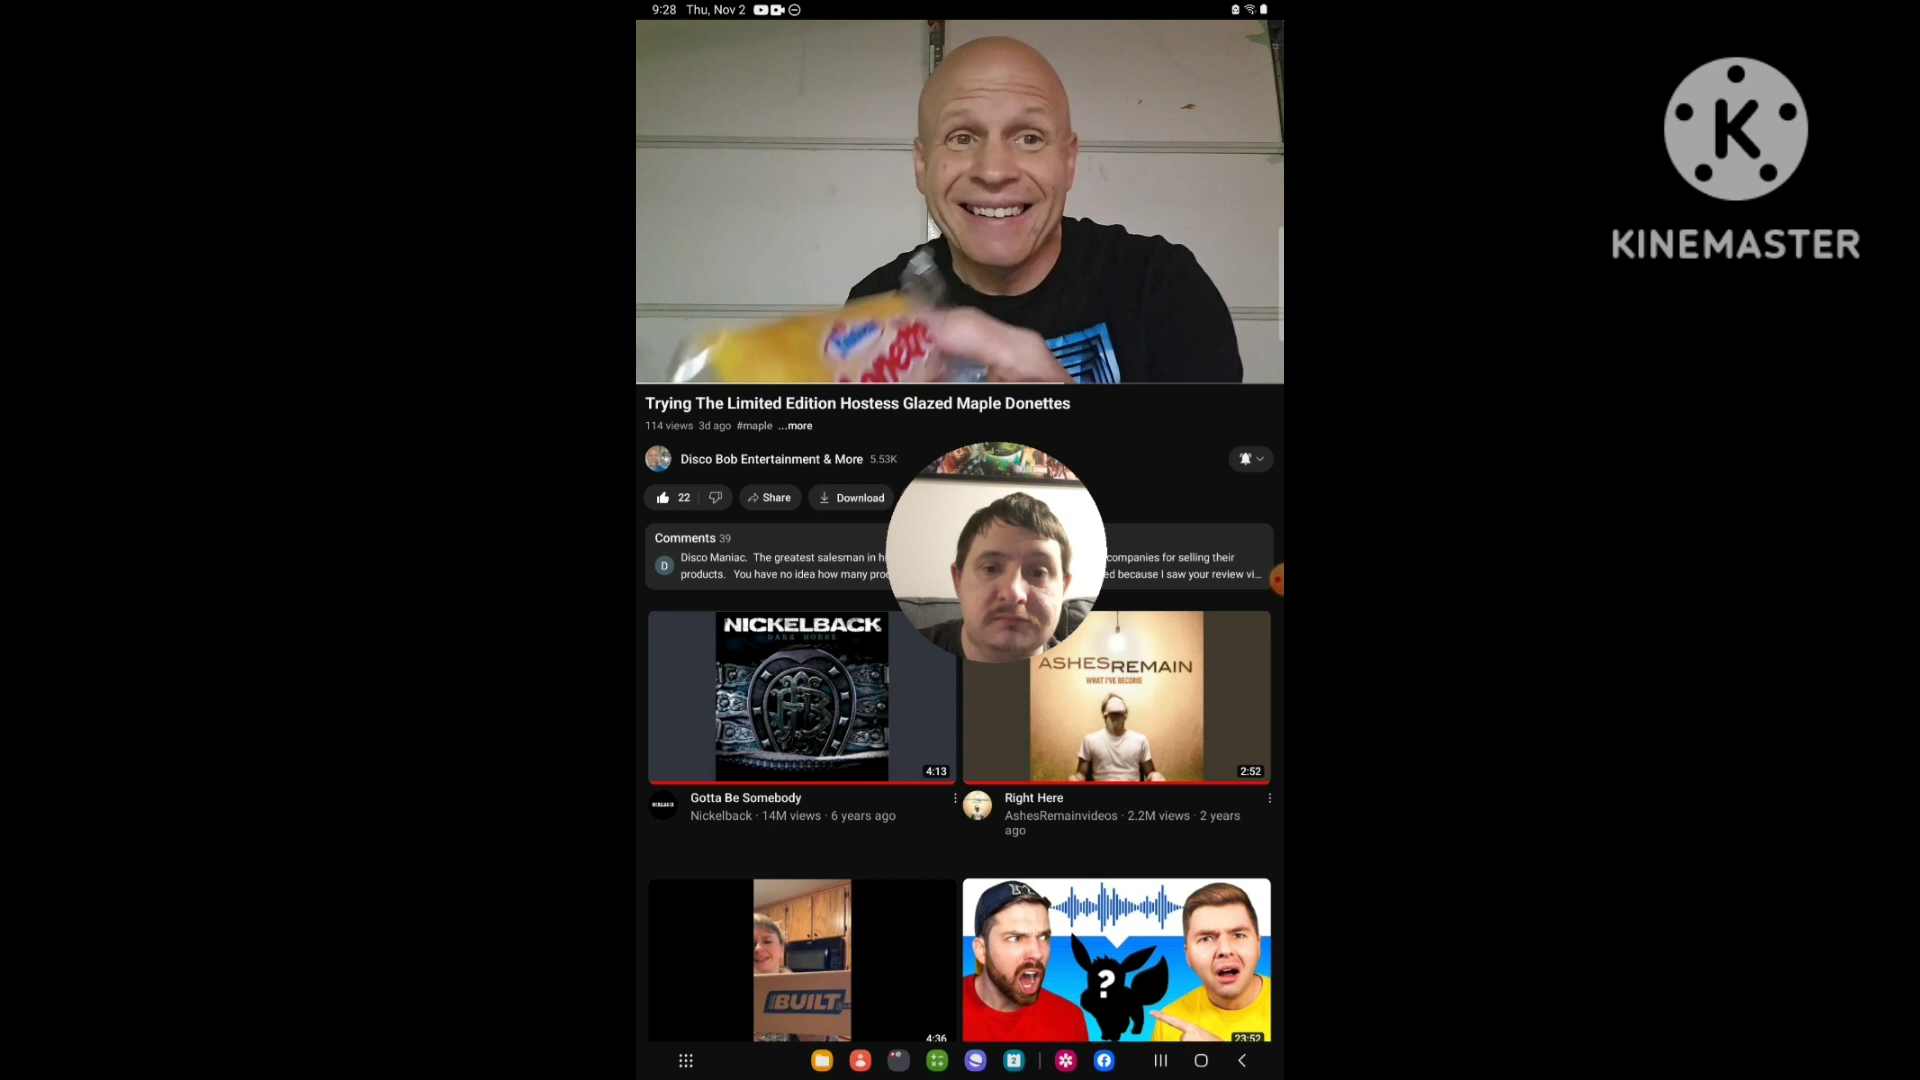 9:28 Thu, Nov 2
KINEMASTER
Trying The Limited Edition Hostess Glazed Maple Donettes
114 views 3d ago #maple ...more
Disco Bob Entertainment & More 5.53K
22 Share Download
Comments 39
D
Disco Maniac. The greatest salesman in h companies for selling their
products. You have no idea how many pro ed because I saw your review vi...
NICKELBACK
DARK HORSE
4:13
ASHES REMAIN
WHAT I'VE BECOME
2:52
Gotta Be Somebody
Nickelback · 14M views · 6 years ago
Right Here
AshesRemainvideos · 2.2M views · 2 years
ago
BUILT
4:36
?
23:52
2